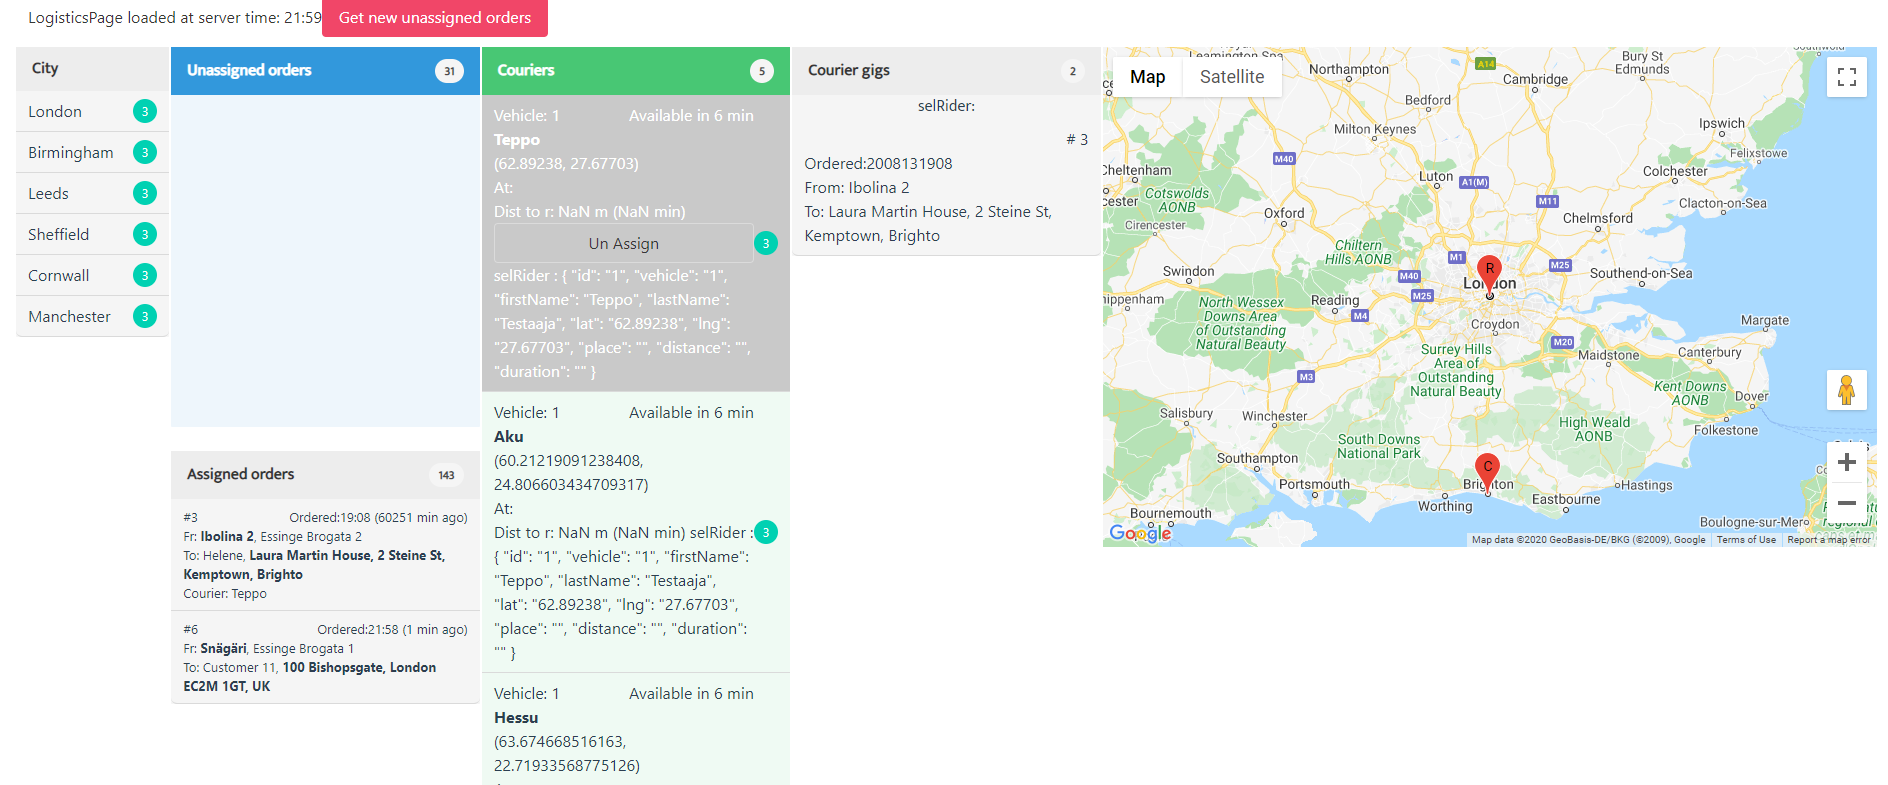 LogisticsPage loaded at server time: 21:59
Get new unassigned orders
City
London 3
Birmingham 3
Leeds 3
Sheffield 3
Cornwall 3
Manchester 3
Unassigned orders 31
Assigned orders 143
#3 Ordered:19:08 (60251 min ago)
Fr: Ibolina 2, Essinge Brogata 2
To: Helene, Laura Martin House, 2 Steine St,
Kemptown, Brighto
Courier: Teppo
#6 Ordered:21:58 (1 min ago)
Fr: Snägäri, Essinge Brogata 1
To: Customer 11, 100 Bishopsgate, London
EC2M 1GT, UK
Couriers 5
Vehicle: 1 Available in 6 min
Teppo
(62.89238, 27.67703)
At:
Dist to r: NaN m (NaN min)
Un Assign 3
selRider : { "id": "1", "vehicle": "1",
"firstName": "Teppo", "lastName":
"Testaaja", "lat": "62.89238", "lng":
"27.67703", "place": "", "distance": "",
"duration": "" }
Vehicle: 1 Available in 6 min
Aku
(60.21219091238408,
24.806603434709317)
At:
Dist to r: NaN m (NaN min) selRider : 3
{ "id": "1", "vehicle": "1", "firstName":
"Teppo", "lastName": "Testaaja",
"lat": "62.89238", "lng": "27.67703",
"place": "", "distance": "", "duration":
"" }
Vehicle: 1 Available in 6 min
Hessu
(63.674668516163,
22.71933568775126)
Courier gigs 2
selRider:
# 3
Ordered:2008131908
From: Ibolina 2
To: Laura Martin House, 2 Steine St,
Kemptown, Brighto
Map Satellite
Leamington Spa
Northampton
A14
Cambridge
Bury St
Edmunds
Southwold
Bedford
Milton Keynes
Ipswich
Felixstowe
M40
Cheltenham
Luton
A1(M)
Colchester
Cotswolds
AONB
M11
Clacton-on-Sea
Oxford
Chelmsford
Cirencester
Chiltern
Hills AONB
M1
M25
R
Swindon
M40
London
Southend-on-Sea
North Wessex
Downs Area
of Outstanding
Natural Beauty
Reading
M25
M4
Croydon
Margate
Surrey Hills
Area of
Outstanding
Natural Beauty
M20
Maidstone
Canterbury
M3
Kent Downs
AONB
Dover
Salisbury
Winchester
High Weald
AONB
Folkestone
South Downs
National Park
Southampton
C
Brighton
Portsmouth
Hastings
Worthing
Eastbourne
Bournemouth
Boulogne-sur-Mer
Google
Map data ©2020 GeoBasis-DE/BKG (©2009), Google Terms of Use Report a map error